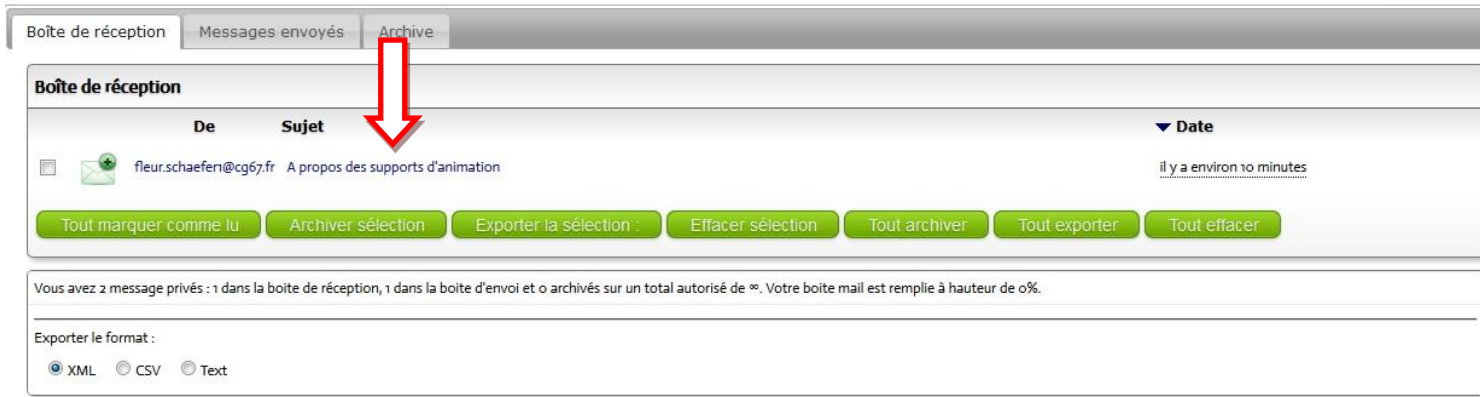 Boîte de réception Messages envoyés Archive
Boîte de réception
De Sujet Date
fleur.schaefer1@cg67.fr A propos des supports d'animation il y a environ 10 minutes
Tout marquer comme lu Archiver sélection Exporter la sélection : Effacer sélection Tout archiver Tout exporter Tout effacer
Vous avez 2 message privés : 1 dans la boite de réception, 1 dans la boite d'envoi et 0 archivés sur un total autorisé de ∞. Votre boite mail est remplie à hauteur de 0%.
Exporter le format :
XML CSV Text